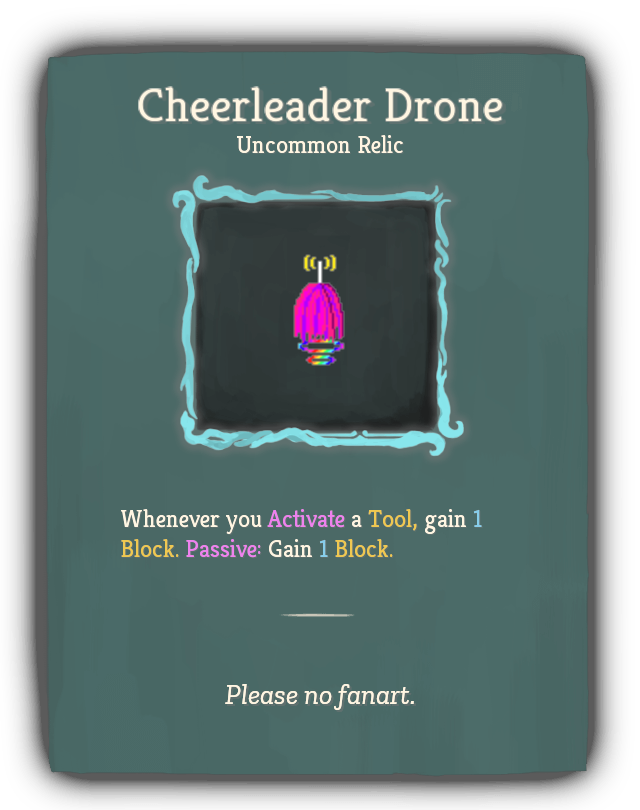 Cheerleader Drone
Uncommon Relic
Whenever you Activate a Tool, gain 1
Block. Passive: Gain 1 Block.
Please no fanart.